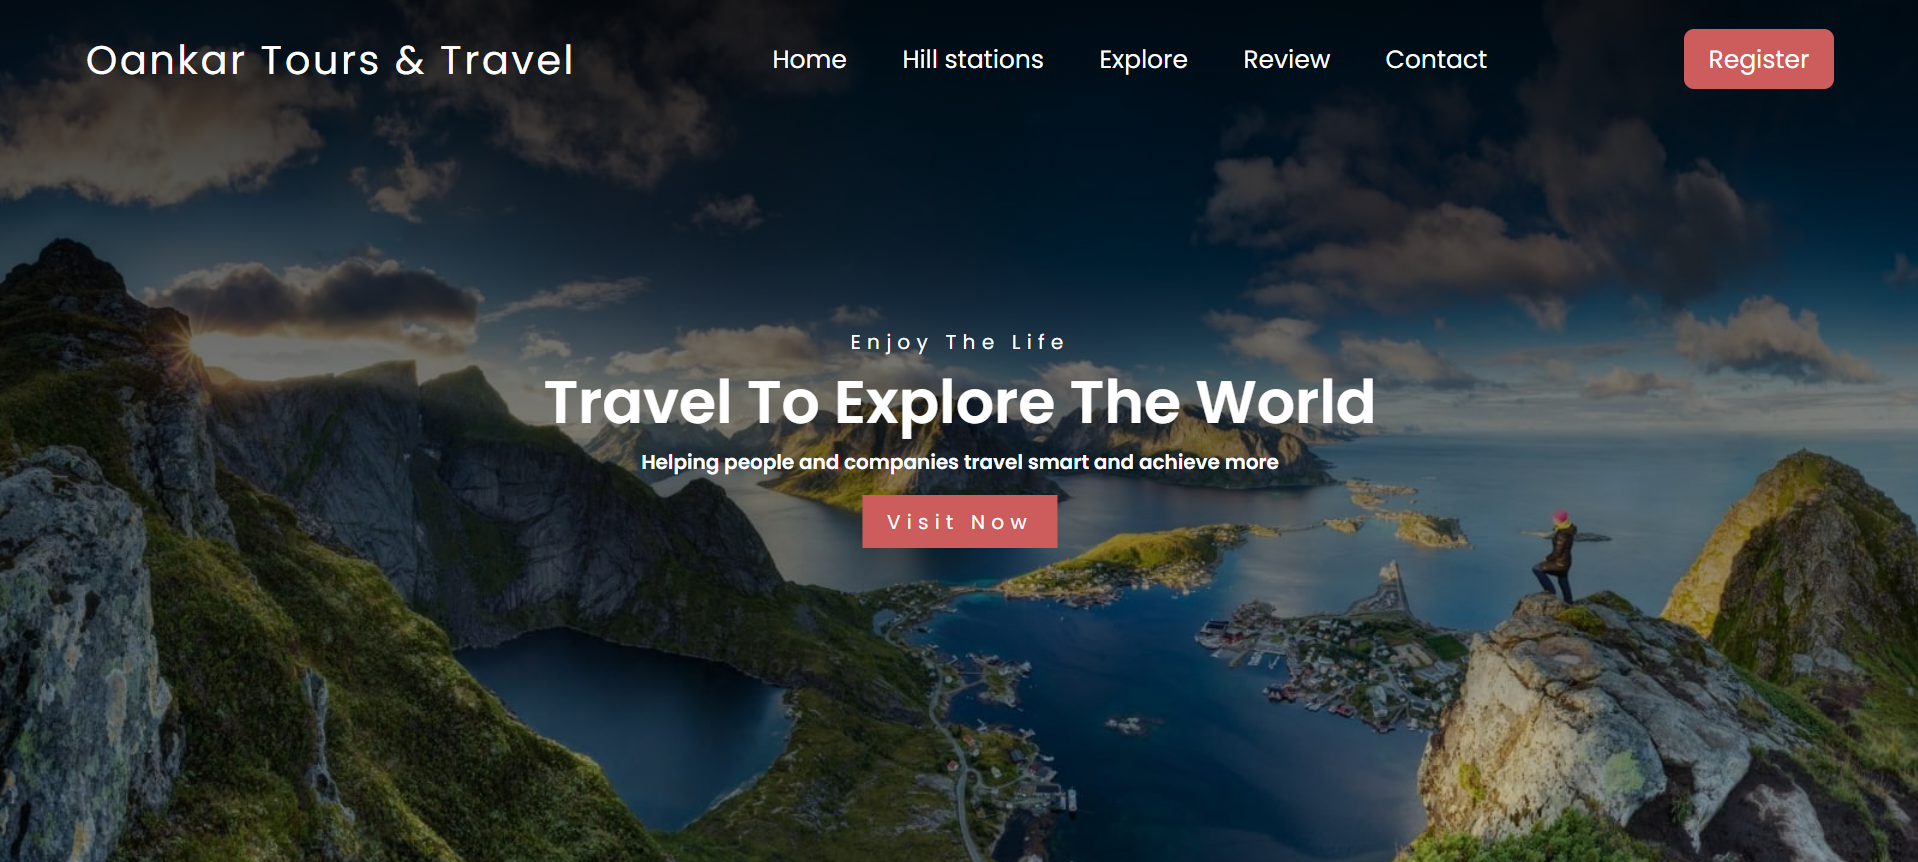 Oankar Tours & Travel
Home
Hill stations
Explore
Review
Contact
Register
Enjoy The Life
Travel To Explore The World
Helping people and companies travel smart and achieve more
Visit Now